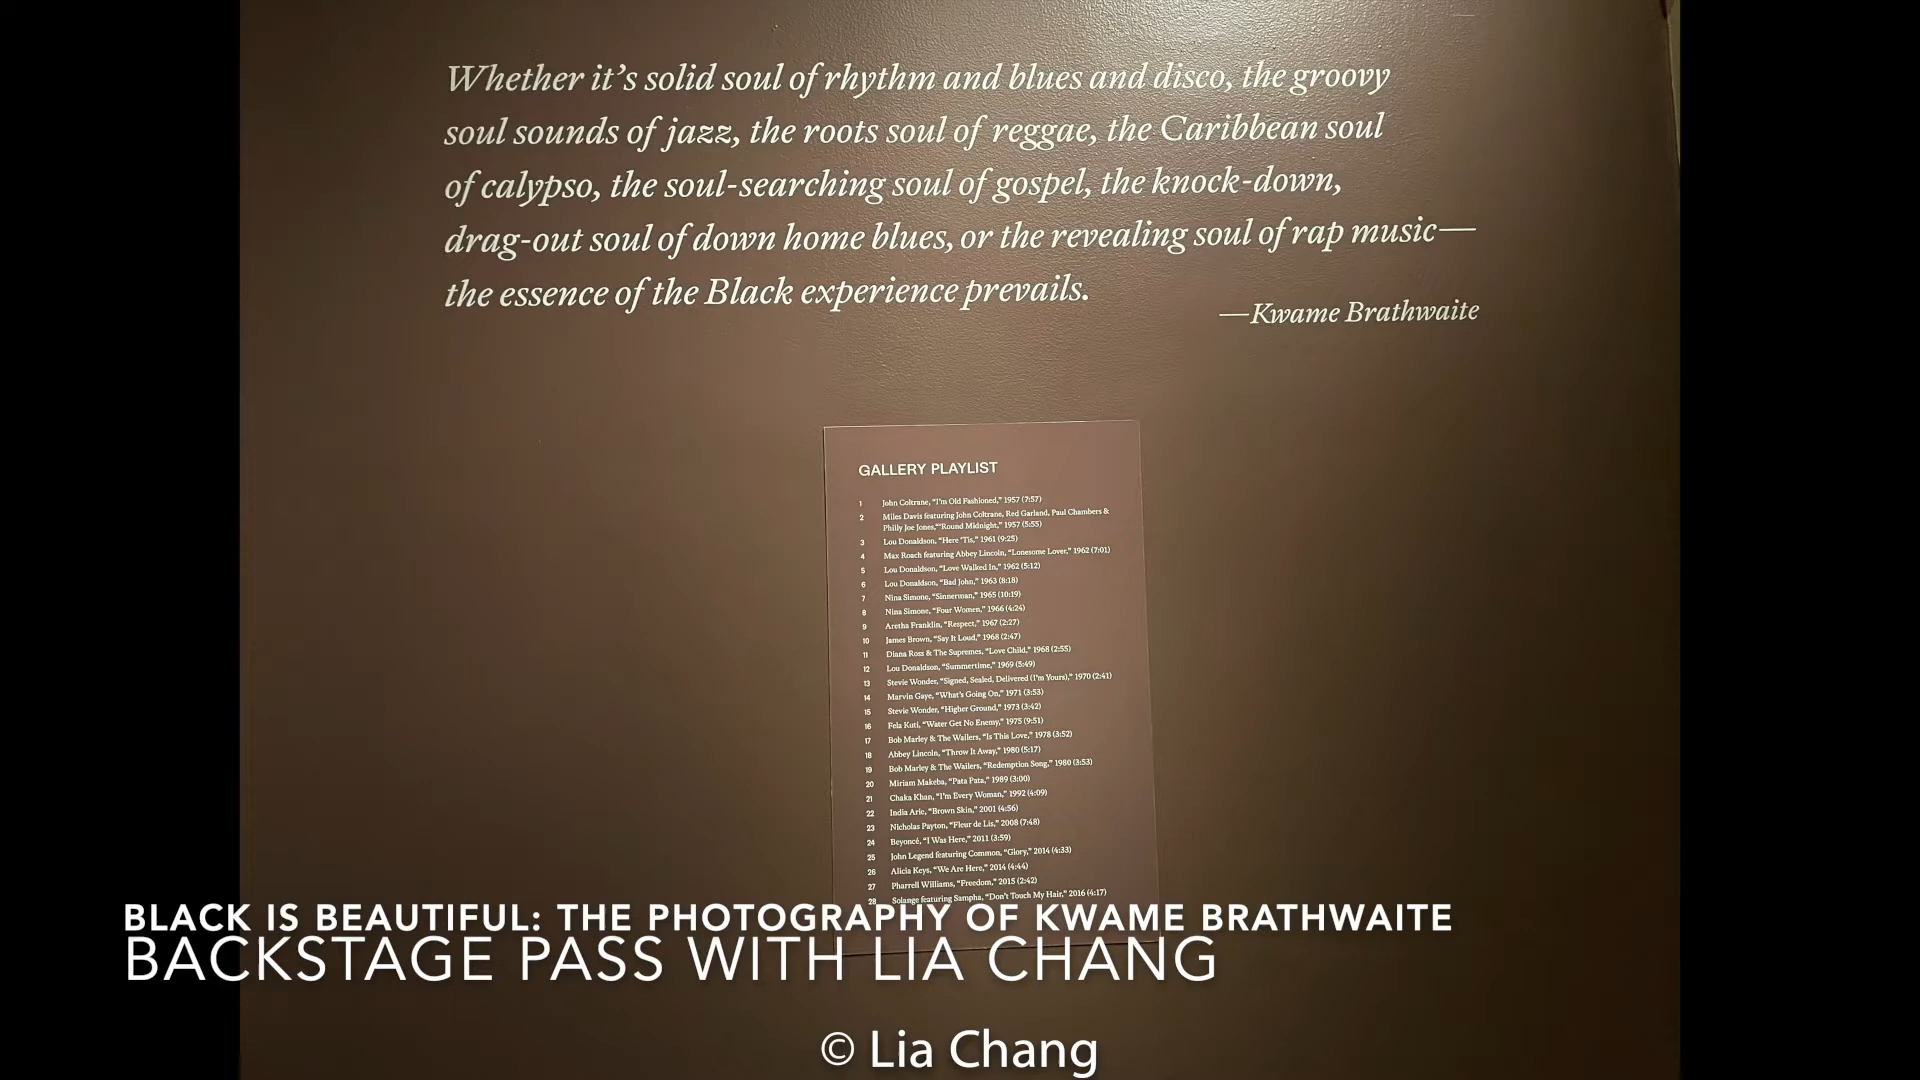 Whether it’s solid soul of rhythm and blues and disco, the groovy
soul sounds of jazz, the roots soul of reggae, the Caribbean soul
of calypso, the soul-searching soul of gospel, the knock-down,
drag-out soul of down home blues, or the revealing soul of rap music—
the essence of the Black experience prevails.
—Kwame Brathwaite
GALLERY PLAYLIST
1 John Coltrane, “I’m Old Fashioned,” 1957 (7:57)
2 Miles Davis featuring John Coltrane, Red Garland, Paul Chambers &
Philly Joe Jones,“‘Round Midnight,” 1957 (5:55)
3 Lou Donaldson, “Here ’Tis,” 1961 (9:25)
4 Max Roach featuring Abbey Lincoln, “Lonesome Lover,” 1962 (7:01)
5 Lou Donaldson, “Love Walked In,” 1962 (5:12)
6 Lou Donaldson, “Bad John,” 1963 (8:18)
7 Nina Simone, “Sinnerman,” 1965 (10:19)
8 Nina Simone, “Four Women,” 1966 (4:24)
9 Aretha Franklin, “Respect,” 1967 (2:27)
10 James Brown, “Say It Loud,” 1968 (2:47)
11 Diana Ross & The Supremes, “Love Child,” 1968 (2:55)
12 Lou Donaldson, “Summertime,” 1969 (5:49)
13 Stevie Wonder, “Signed, Sealed, Delivered (I’m Yours),” 1970 (2:41)
14 Marvin Gaye, “What’s Going On,” 1971 (3:53)
15 Stevie Wonder, “Higher Ground,” 1973 (3:42)
16 Fela Kuti, “Water Get No Enemy,” 1975 (9:51)
17 Bob Marley & The Wailers, “Is This Love,” 1978 (3:52)
18 Abbey Lincoln, “Throw It Away,” 1980 (5:17)
19 Bob Marley & The Wailers, “Redemption Song,” 1980 (3:53)
20 Miriam Makeba, “Pata Pata,” 1989 (3:00)
21 Chaka Khan, “I’m Every Woman,” 1992 (4:09)
22 India Arie, “Brown Skin,” 2001 (4:56)
23 Nicholas Payton, “Fleur de Lis,” 2008 (7:48)
24 Beyoncé, “I Was Here,” 2011 (3:59)
25 John Legend featuring Common, “Glory,” 2014 (4:33)
26 Alicia Keys, “We Are Here,” 2014 (4:44)
27 Pharrell Williams, “Freedom,” 2015 (2:42)
28 Solange featuring Sampha, “Don’t Touch My Hair,” 2016 (4:17)
BLACK IS BEAUTIFUL: THE PHOTOGRAPHY OF KWAME BRATHWAITE
BACKSTAGE PASS WITH LIA CHANG
© Lia Chang